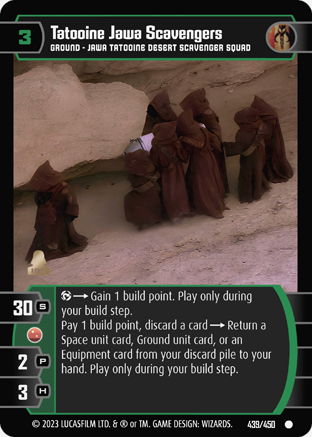 3 Tatooine Jawa Scavengers
GROUND - JAWA TATOOINE DESERT SCAVENGER SQUAD
→ Gain 1 build point. Play only during
your build step.
30 S
Pay 1 build point, discard a card → Return a
Space unit card, Ground unit card, or an
Equipment card from your discard pile to your
2 P
hand. Play only during your build step.
3 H
© 2023 LUCASFILM LTD. & ® or TM. GAME DESIGN: WIZARDS. 439/450